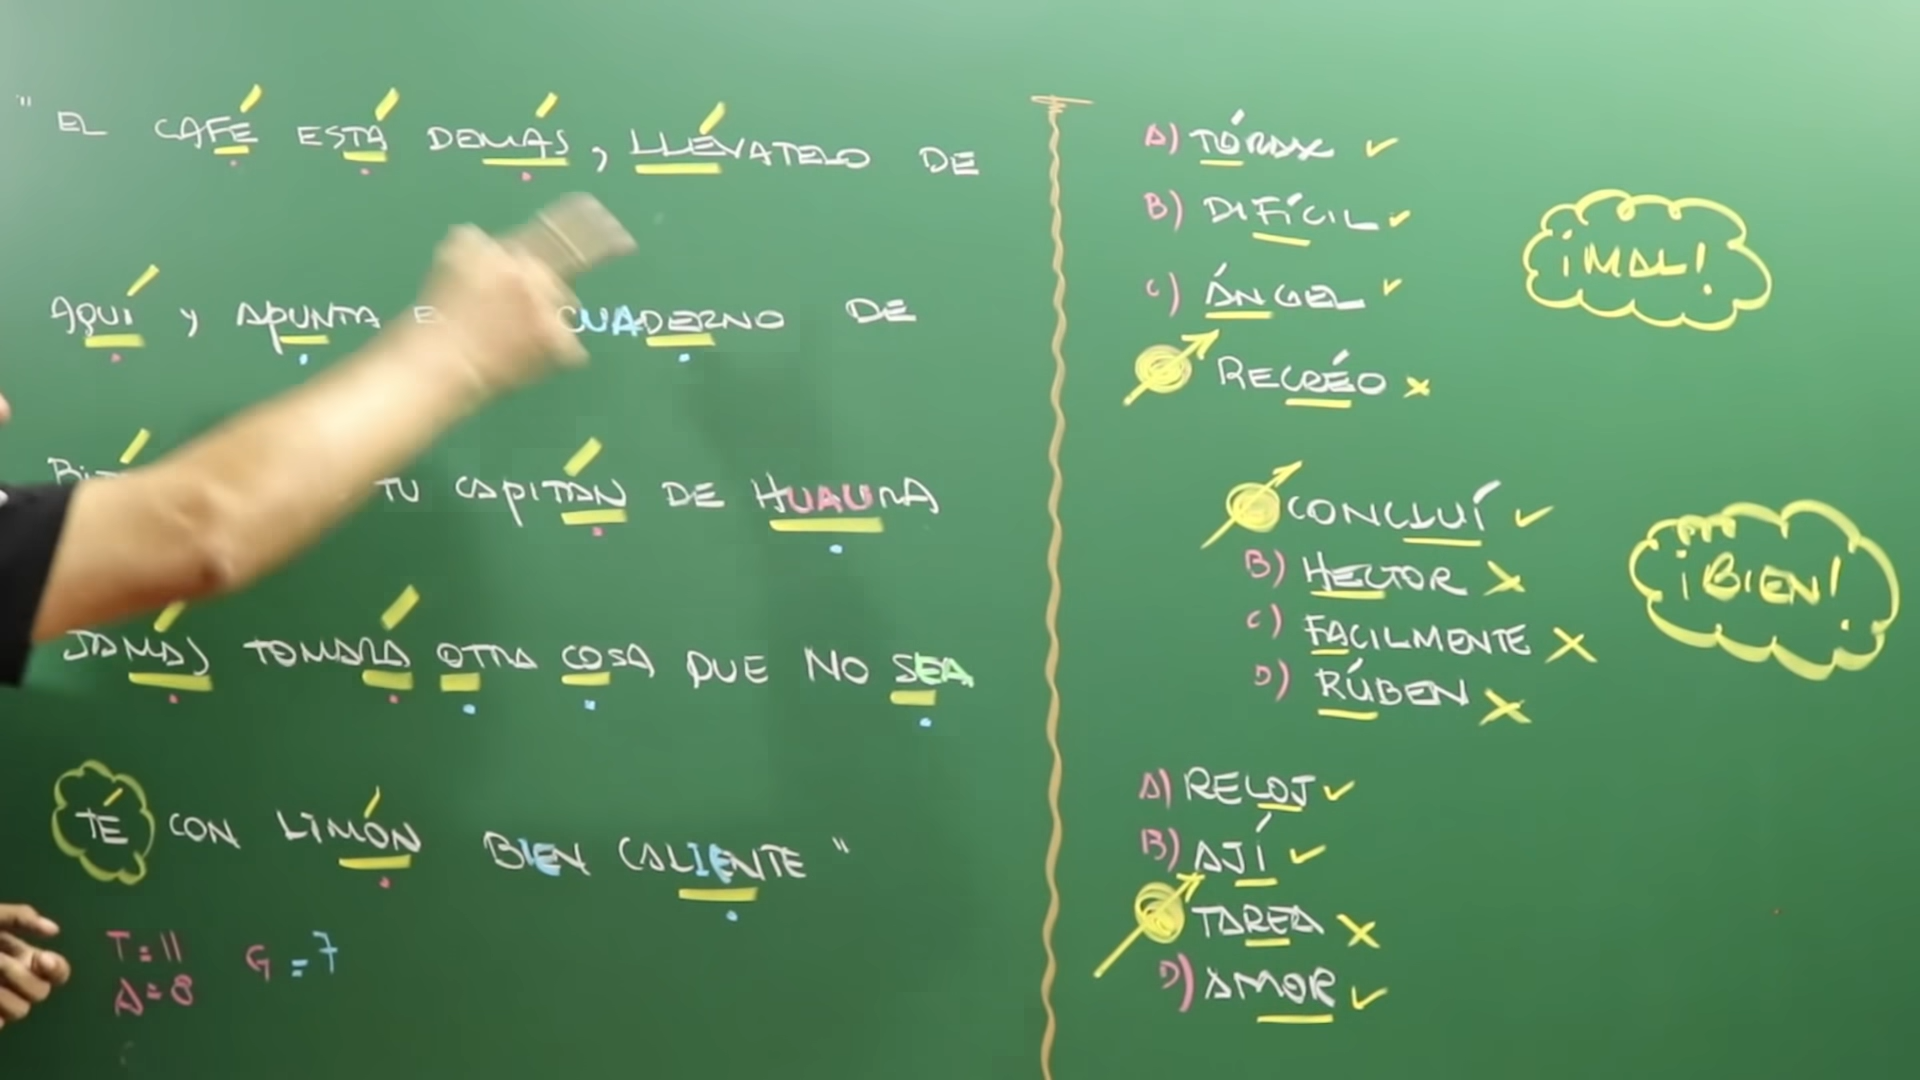 " EL CAFÉ ESTÁ DEMÁS, LLÉVATELO DE
AQUÍ Y APUNTA CUADERNO DE
TU CAPITÁN DE HUAURA
JAMÁS TOMARÁ OTRA COSA QUE NO SEA
TÉ CON LIMÓN BIEN CALIENTE "
T=11 G=7
A=8
A) TÓRAX ✓
B) DIFÍCIL ✓
C) ÁNGEL ✓
RECRÉO x
¡MAL!
CONCLUÍ ✓
B) HECTOR X
C) FACILMENTE X
D) RÚBEN X
¡BIEN!
A) RELOJ ✓
B) AJÍ ✓
TAREA X
D) AMOR ✓